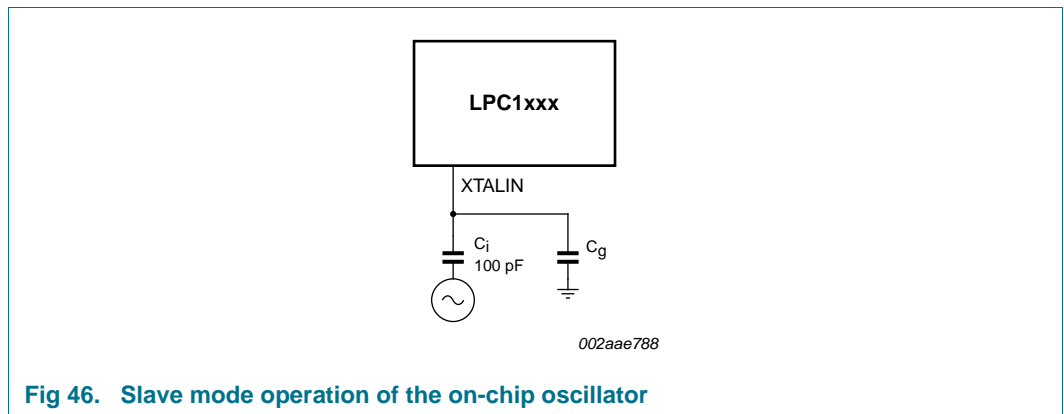 LPC1xxx
XTALIN
Ci
100 pF
Cg
002aae788
Fig 46. Slave mode operation of the on-chip oscillator